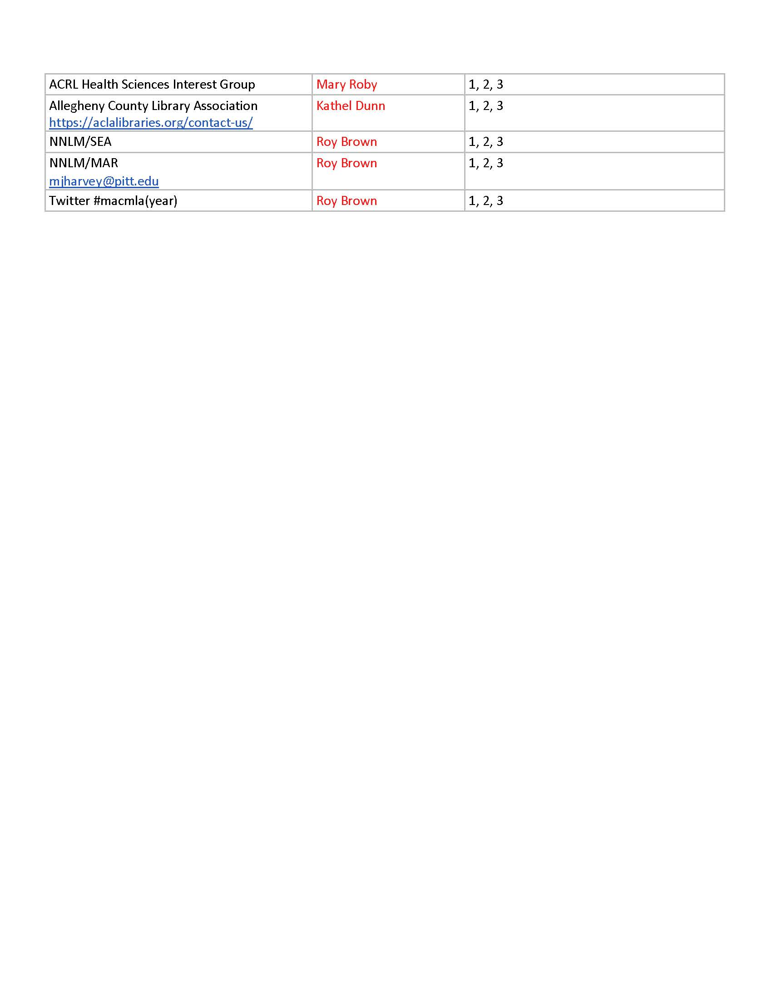 ACRL Health Sciences Interest Group Mary Roby 1, 2, 3
Allegheny County Library Association Kathel Dunn 1, 2, 3
https://aclalibraries.org/contact-us/
NNLM/SEA Roy Brown 1, 2, 3
NNLM/MAR Roy Brown 1, 2, 3
mjharvey@pitt.edu
Twitter #macmla(year) Roy Brown 1, 2, 3